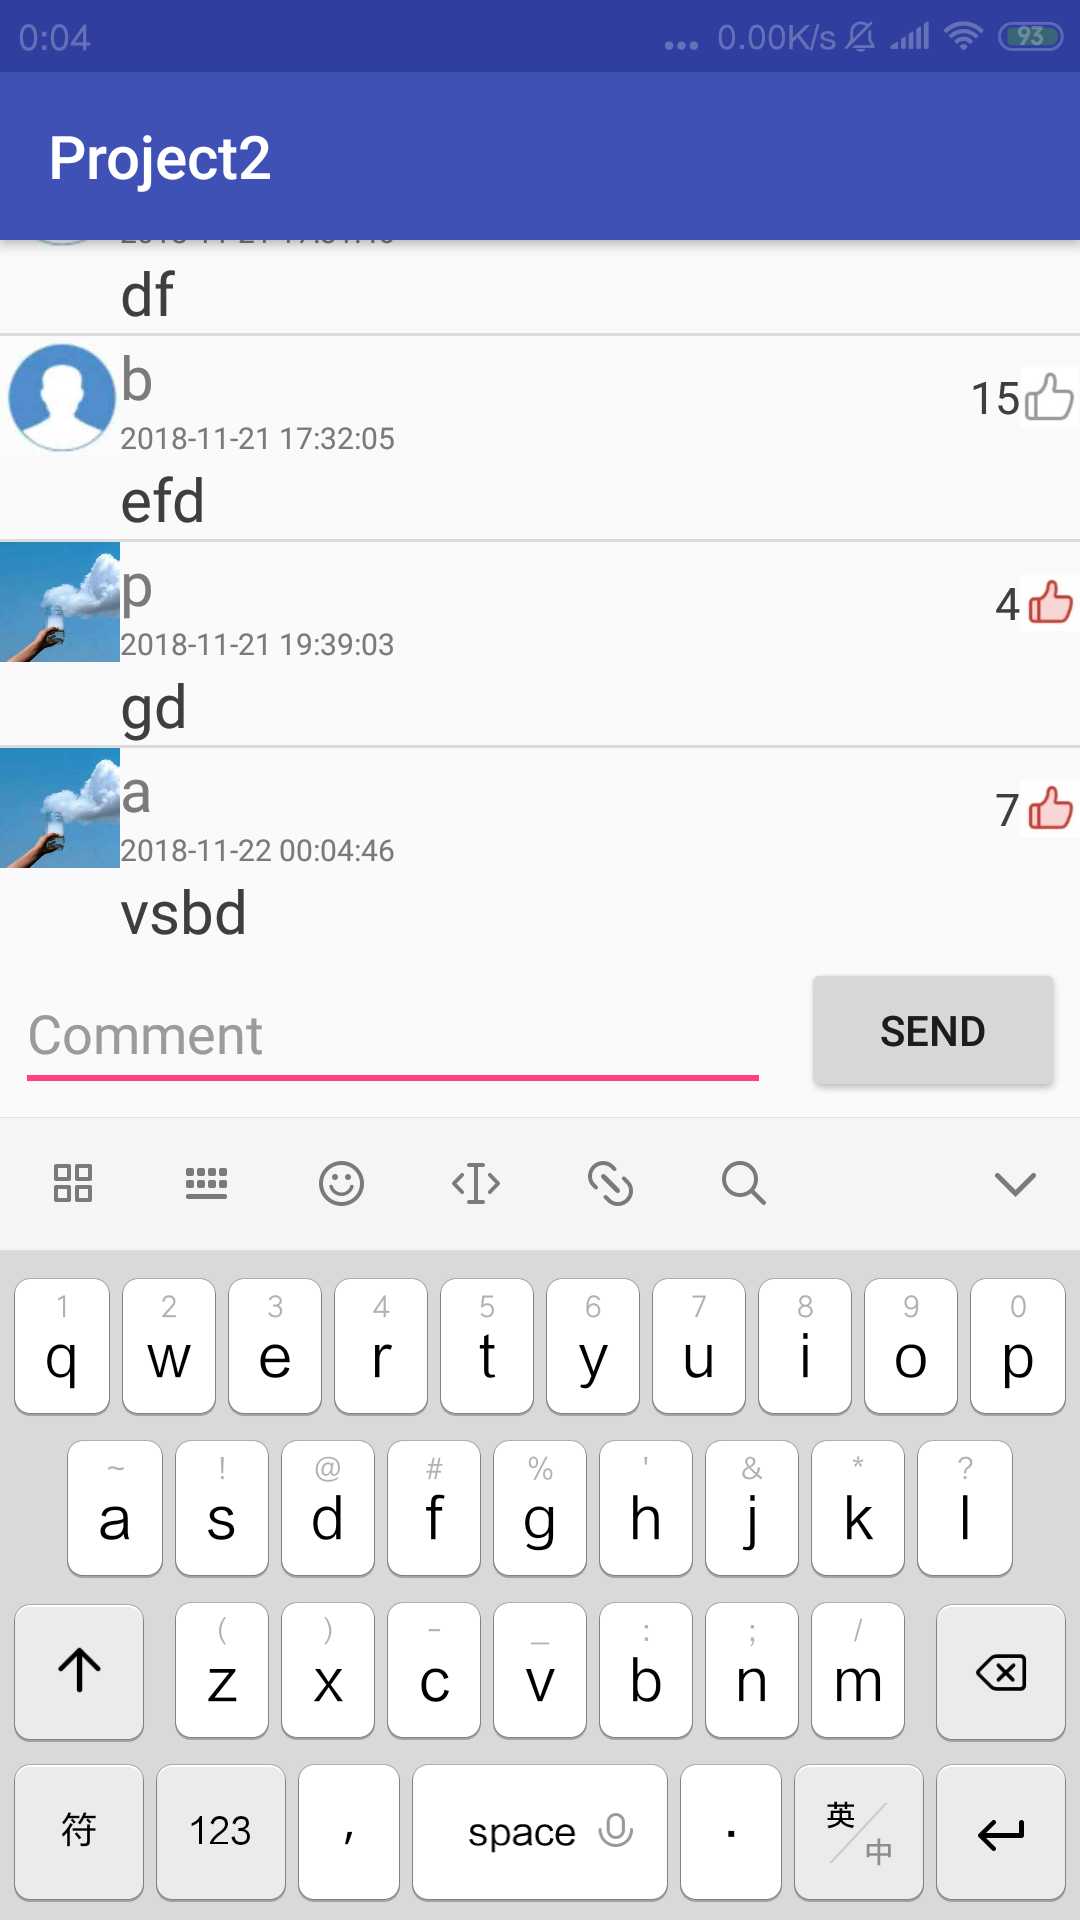 0:04 ... 0.00K/s 93
Project2
df
b
15
2018-11-21 17:32:05
efd
p
4
2018-11-21 19:39:03
gd
a
7
2018-11-22 00:04:46
vsbd
Comment
SEND
1 2 3 4 5 6 7 8 9 0
q w e r t y u i o p
~ ! @ # % ' & * ?
a s d f g h j k l
( ) - _ : ; /
z x c v b n m
符 123 , space . 英/中